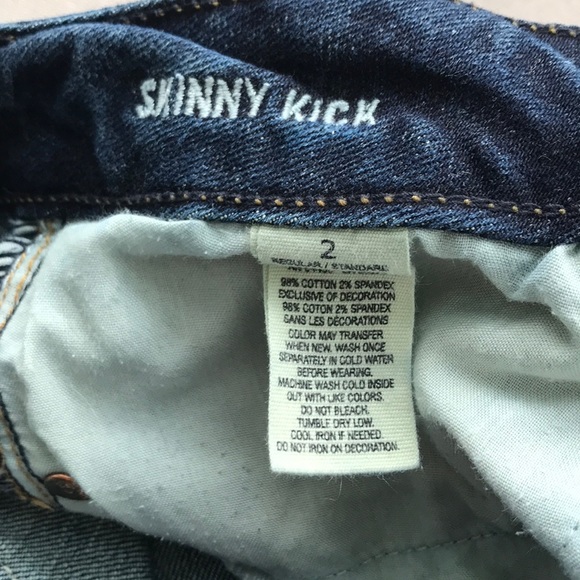 SKINNY KICK
2
REGULAR / STANDARD
98% COTTON 2% SPANDEX
EXCLUSIVE OF DECORATION
98% COTON 2% SPANDEX
SANS LES DÉCORATIONS
COLOR MAY TRANSFER
WHEN NEW. WASH ONCE
SEPARATELY IN COLD WATER
BEFORE WEARING.
MACHINE WASH COLD INSIDE
OUT WITH LIKE COLORS.
DO NOT BLEACH.
TUMBLE DRY LOW.
COOL IRON IF NEEDED
DO NOT IRON ON DECORATION.